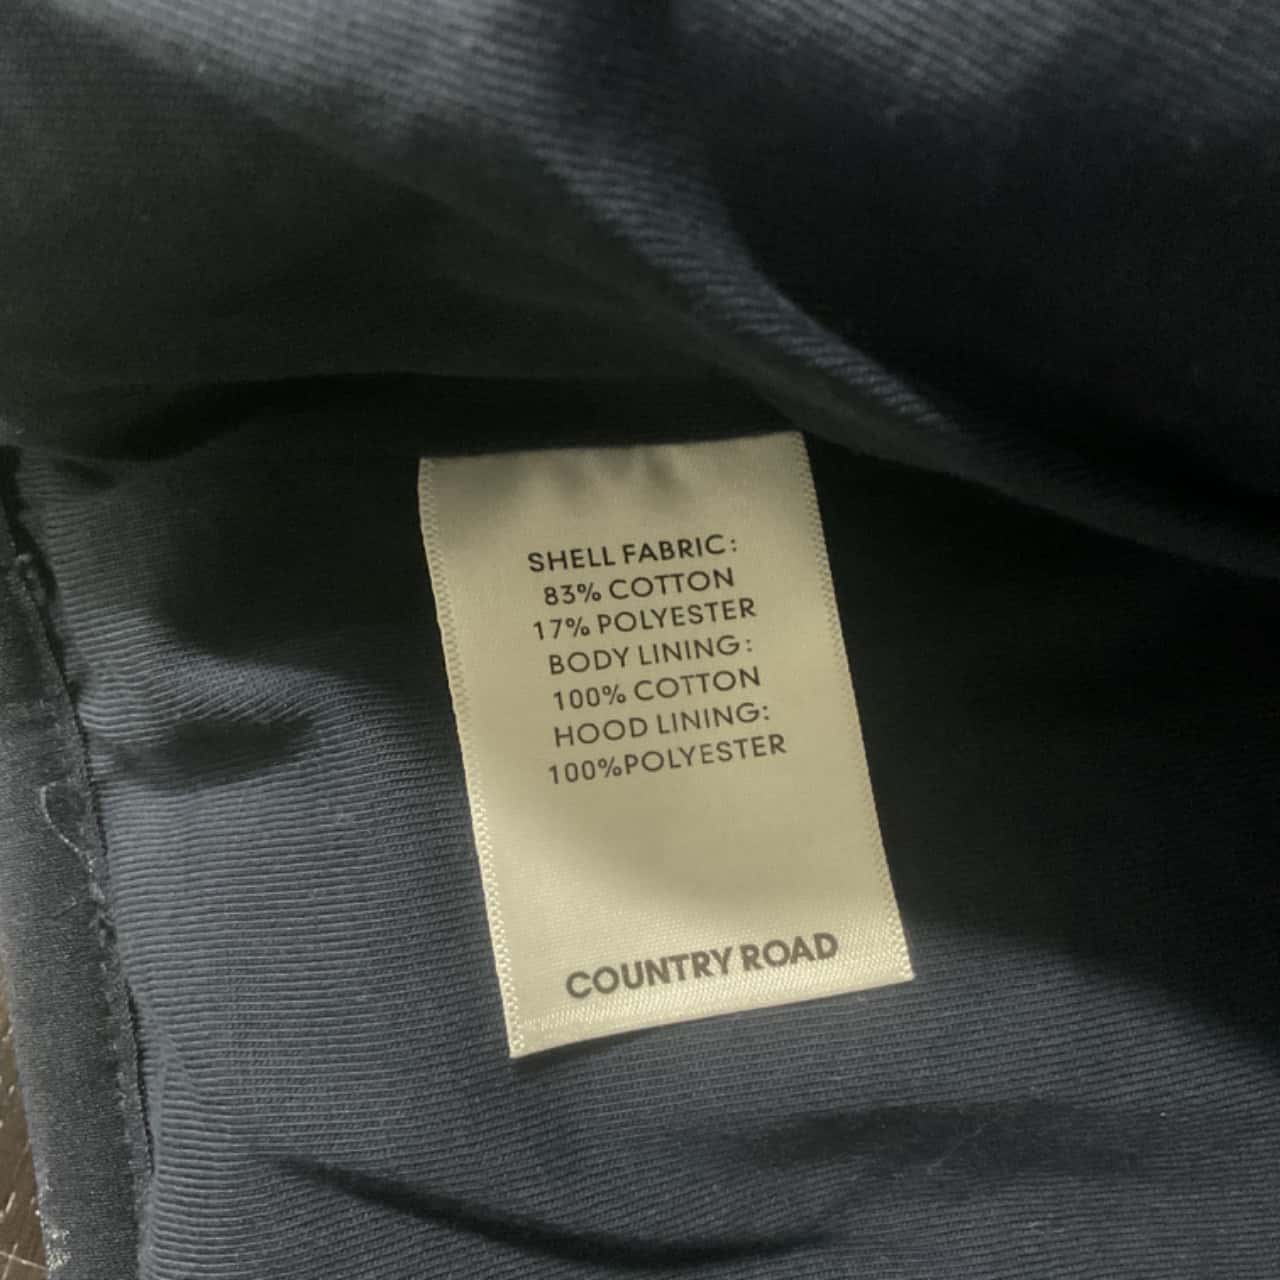 SHELL FABRIC:
83% COTTON
17% POLYESTER
BODY LINING:
100% COTTON
HOOD LINING:
100%POLYESTER
COUNTRY ROAD